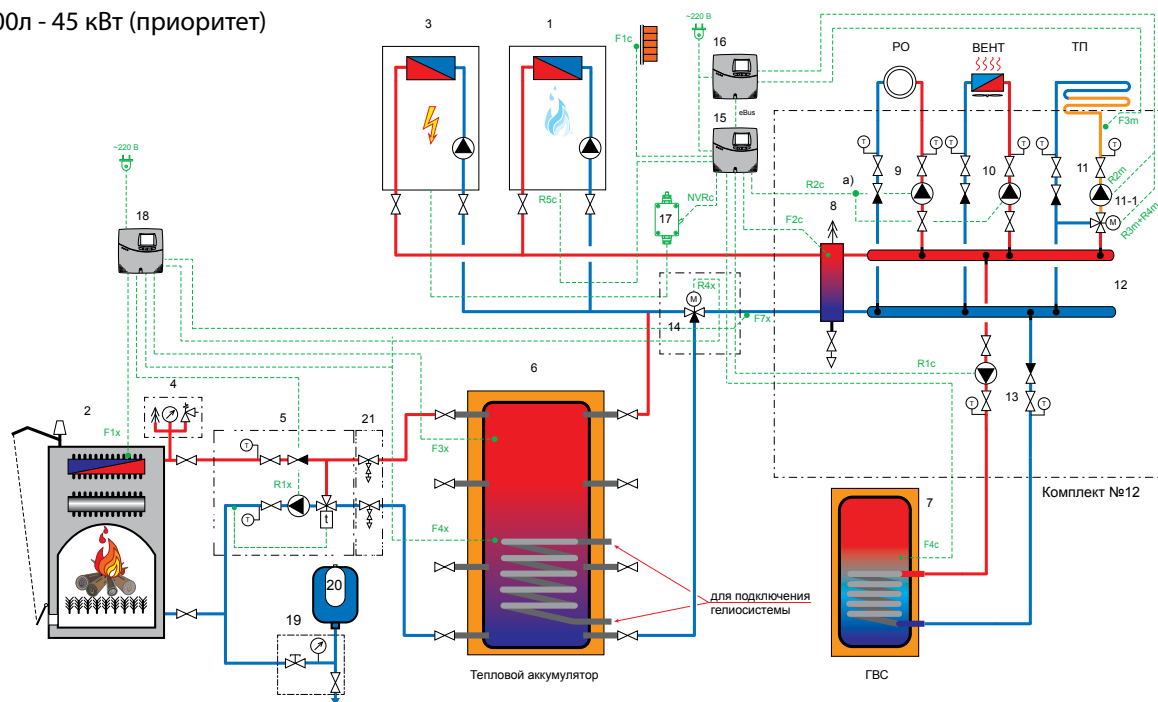 00л - 45 кВт (приоритет)
3
1
F1c
~220 В
16
РО
ВЕНТ
ТП
eBus
15
F3m
T
T
T
T
T
~220 В
18
R5c
NVRc
17
R2c
a)
9
10
11
R2m
11-1
M
R3m+R4m
8
F2c
R4x
M
14
F7x
12
4
6
R1c
2
F1x
5
21
T
F3x
T
13
T
R1x
t
T
Комплект №12
7
F4x
F4c
20
для подключения
гелиосистемы
19
Тепловой аккумулятор
ГВС